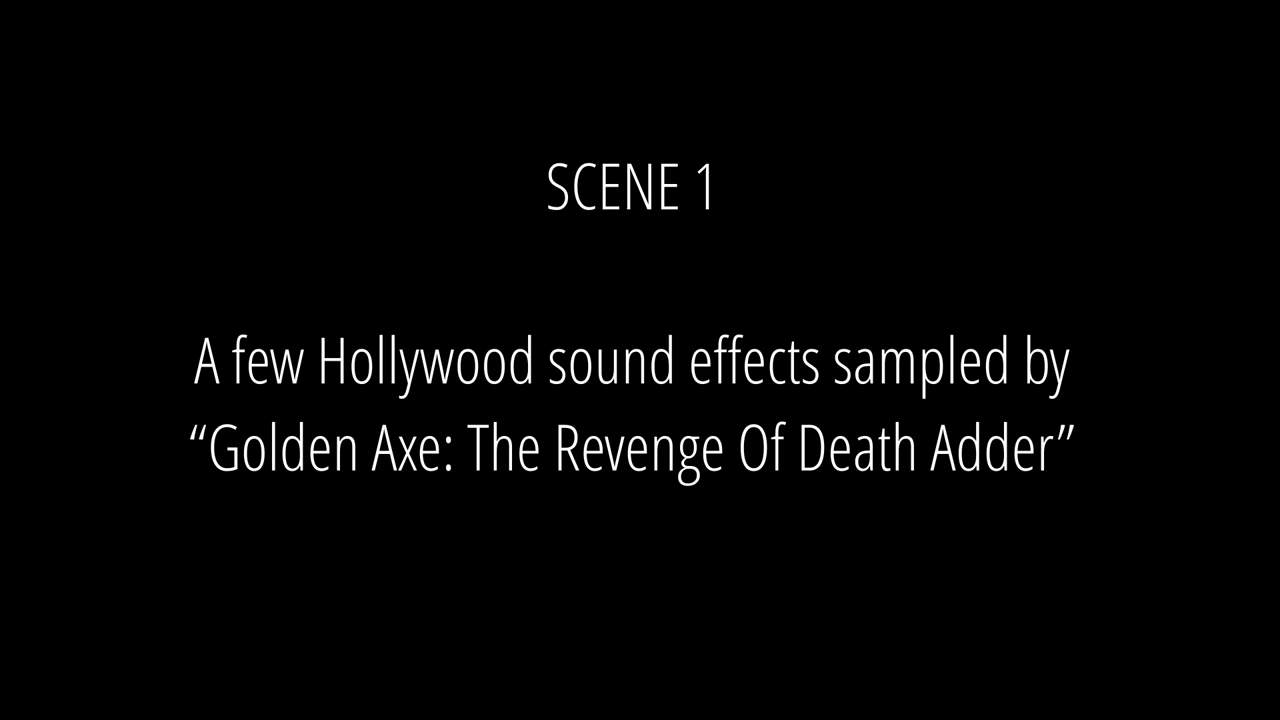 SCENE 1
A few Hollywood sound effects sampled by
“Golden Axe: The Revenge Of Death Adder”